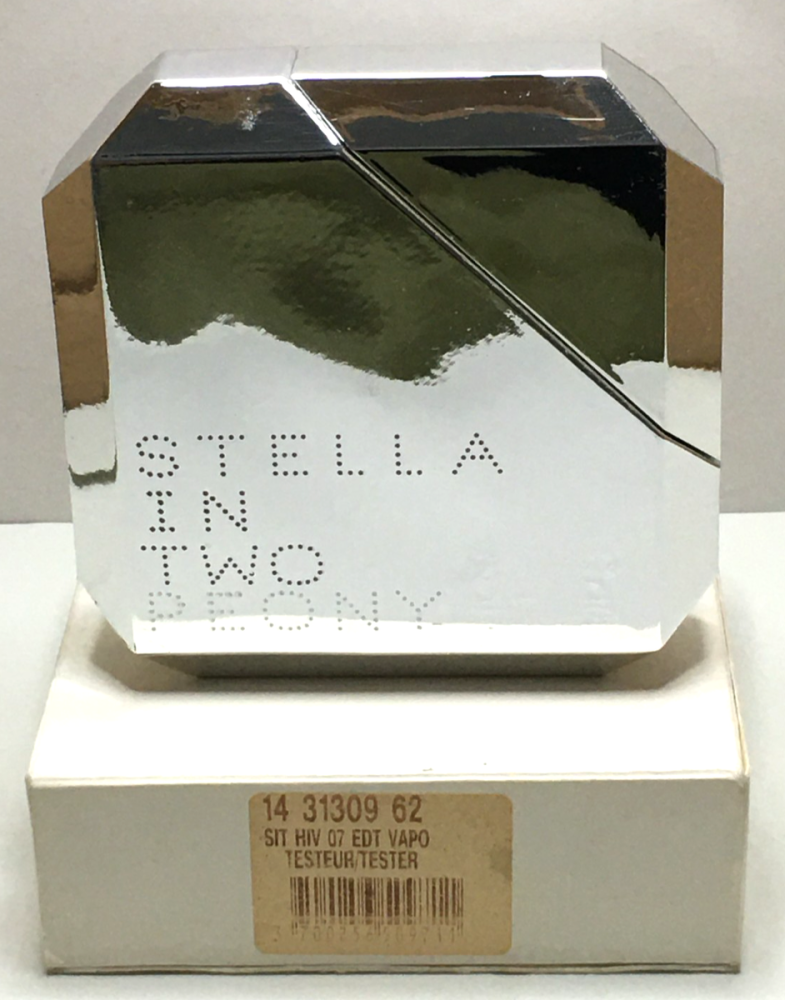 STELLA
IN
TWO
PEONY
14 31309 62
SIT HIV 07 EDT VAPO
TESTEUR/TESTER